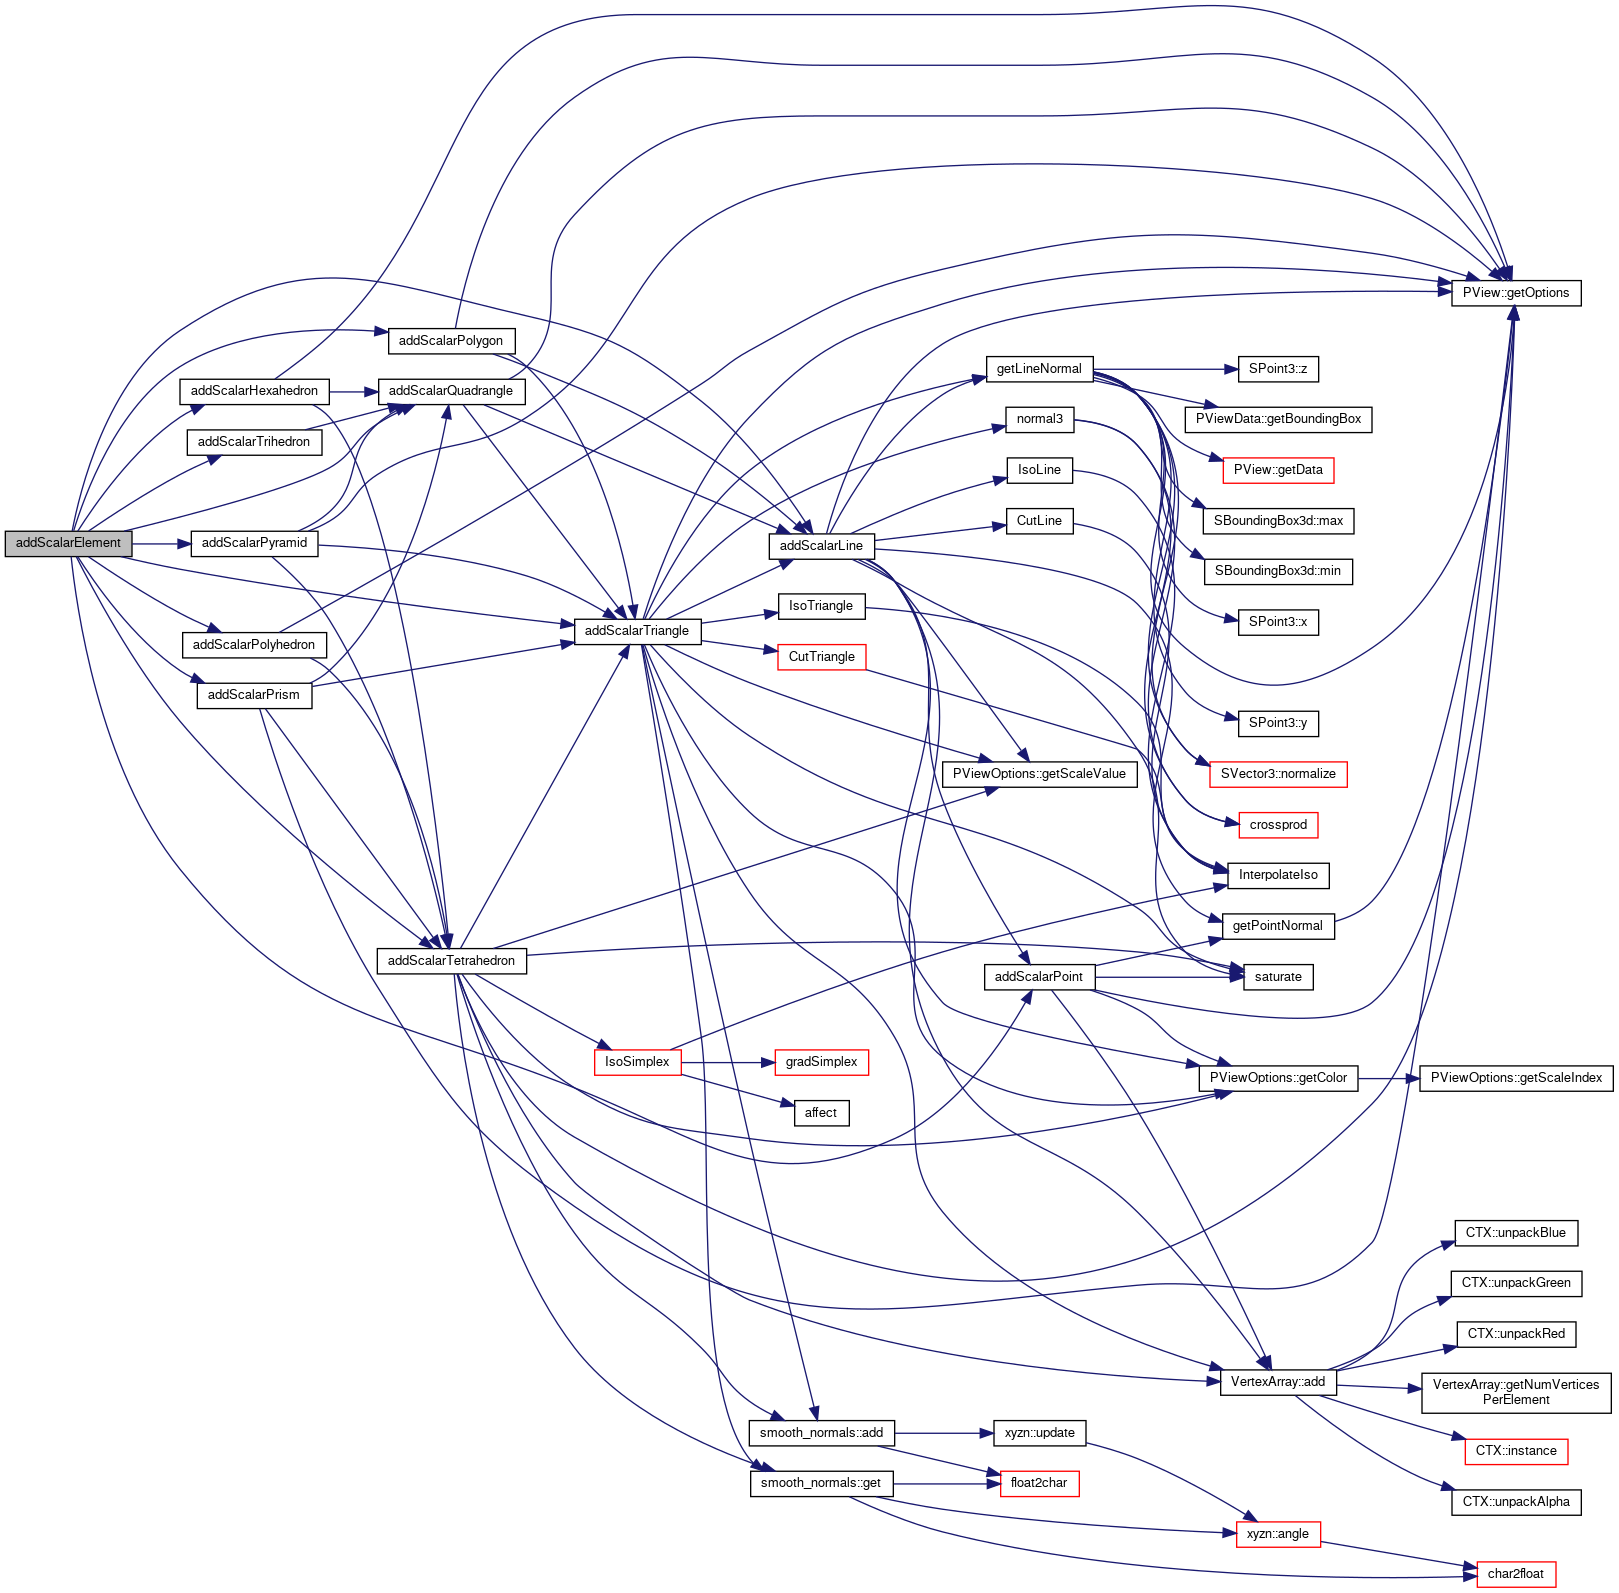 PView::getOptions
addScalarPolygon
getLineNormal
SPoint3::z
addScalarHexahedron
addScalarQuadrangle
PViewData::getBoundingBox
normal3
addScalarTrihedron
IsoLine
PView::getData
CutLine
SBoundingBox3d::max
addScalarElement
addScalarPyramid
addScalarLine
SBoundingBox3d::min
IsoTriangle
SPoint3::x
addScalarTriangle
addScalarPolyhedron
CutTriangle
addScalarPrism
SPoint3::y
PViewOptions::getScaleValue
SVector3::normalize
crossprod
InterpolateIso
getPointNormal
addScalarTetrahedron
addScalarPoint
saturate
IsoSimplex
gradSimplex
PViewOptions::getColor
PViewOptions::getScaleIndex
affect
CTX::unpackBlue
CTX::unpackGreen
CTX::unpackRed
VertexArray::add
VertexArray::getNumVertices
PerElement
smooth_normals::add
xyzn::update
CTX::instance
smooth_normals::get
float2char
CTX::unpackAlpha
xyzn::angle
char2float